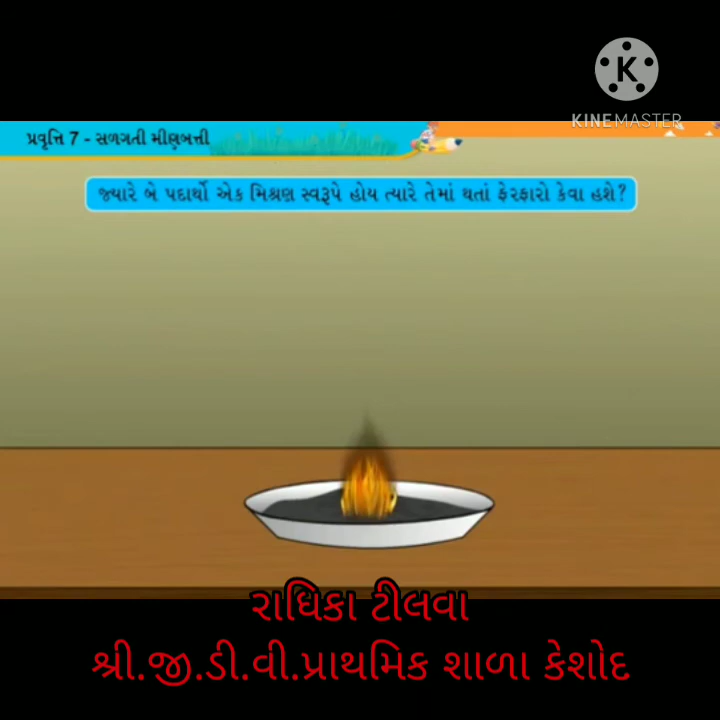 KINEMASTER
પ્રવૃત્તિ 7 - સળગતી મીણબત્તી
જ્યારે બે પદાર્થો એક મિશ્રણ સ્વરૂપે હોય ત્યારે તેમાં થતાં ફેરફારો કેવા હશે?
રાધિકા ટીલવા
શ્રી.જી.ડી.વી.પ્રાથમિક શાળા કેશોદ